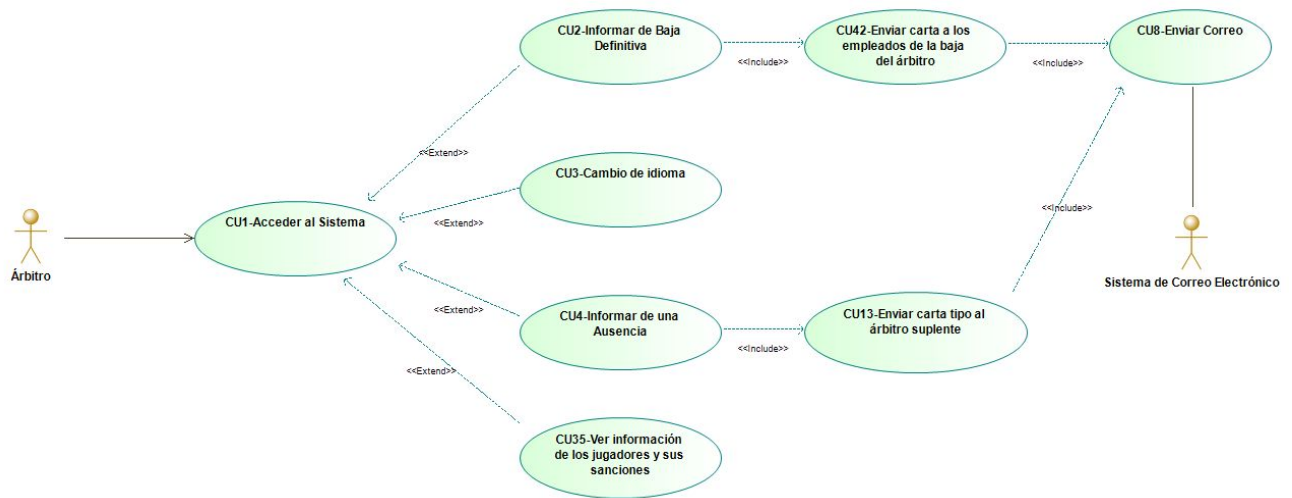 CU2-Informar de Baja
Definitiva
<<Include>>
CU42-Enviar carta a los
empleados de la baja
del árbitro
<<Include>>
CU8-Enviar Correo
<<Extend>>
CU3-Cambio de idioma
<<Extend>>
CU1-Acceder al Sistema
Árbitro
<<Include>>
Sistema de Correo Electrónico
<<Extend>>
CU4-Informar de una
Ausencia
<<Include>>
CU13-Enviar carta tipo al
árbitro suplente
<<Extend>>
CU35-Ver información
de los jugadores y sus
sanciones